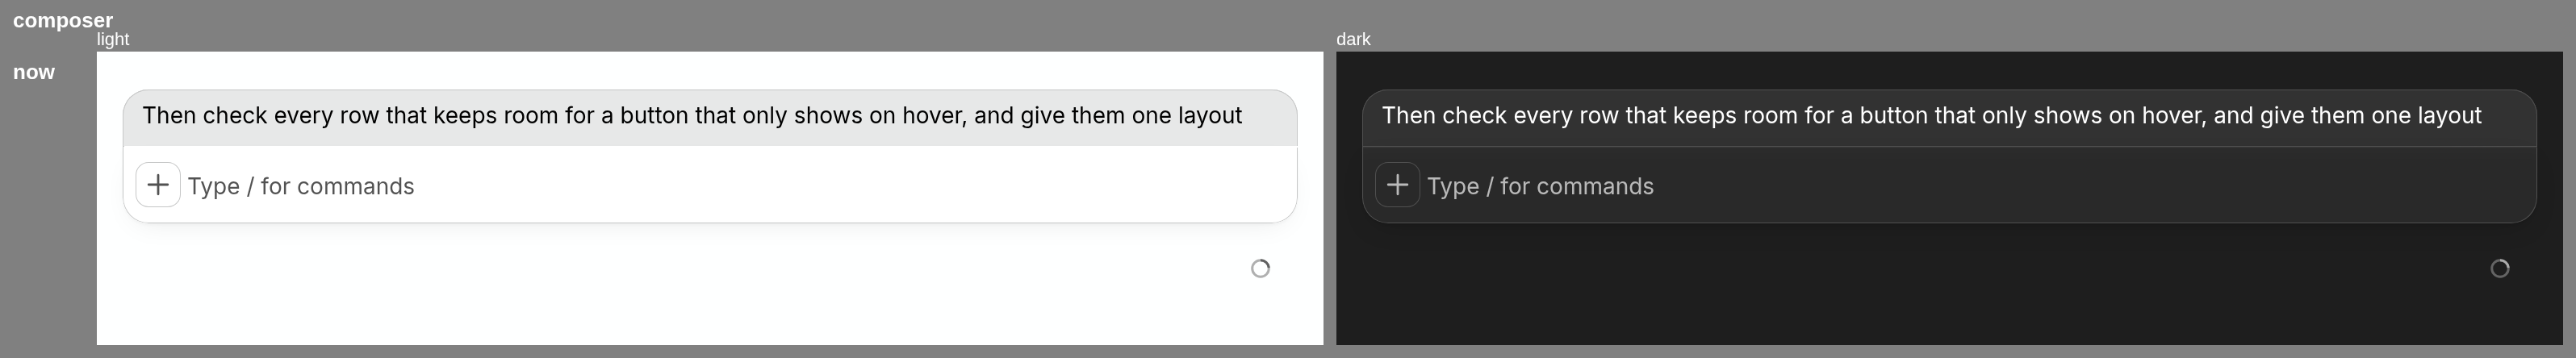 composer
light
dark
now
Then check every row that keeps room for a button that only shows on hover, and give them one layout
Type / for commands
Then check every row that keeps room for a button that only shows on hover, and give them one layout
Type / for commands